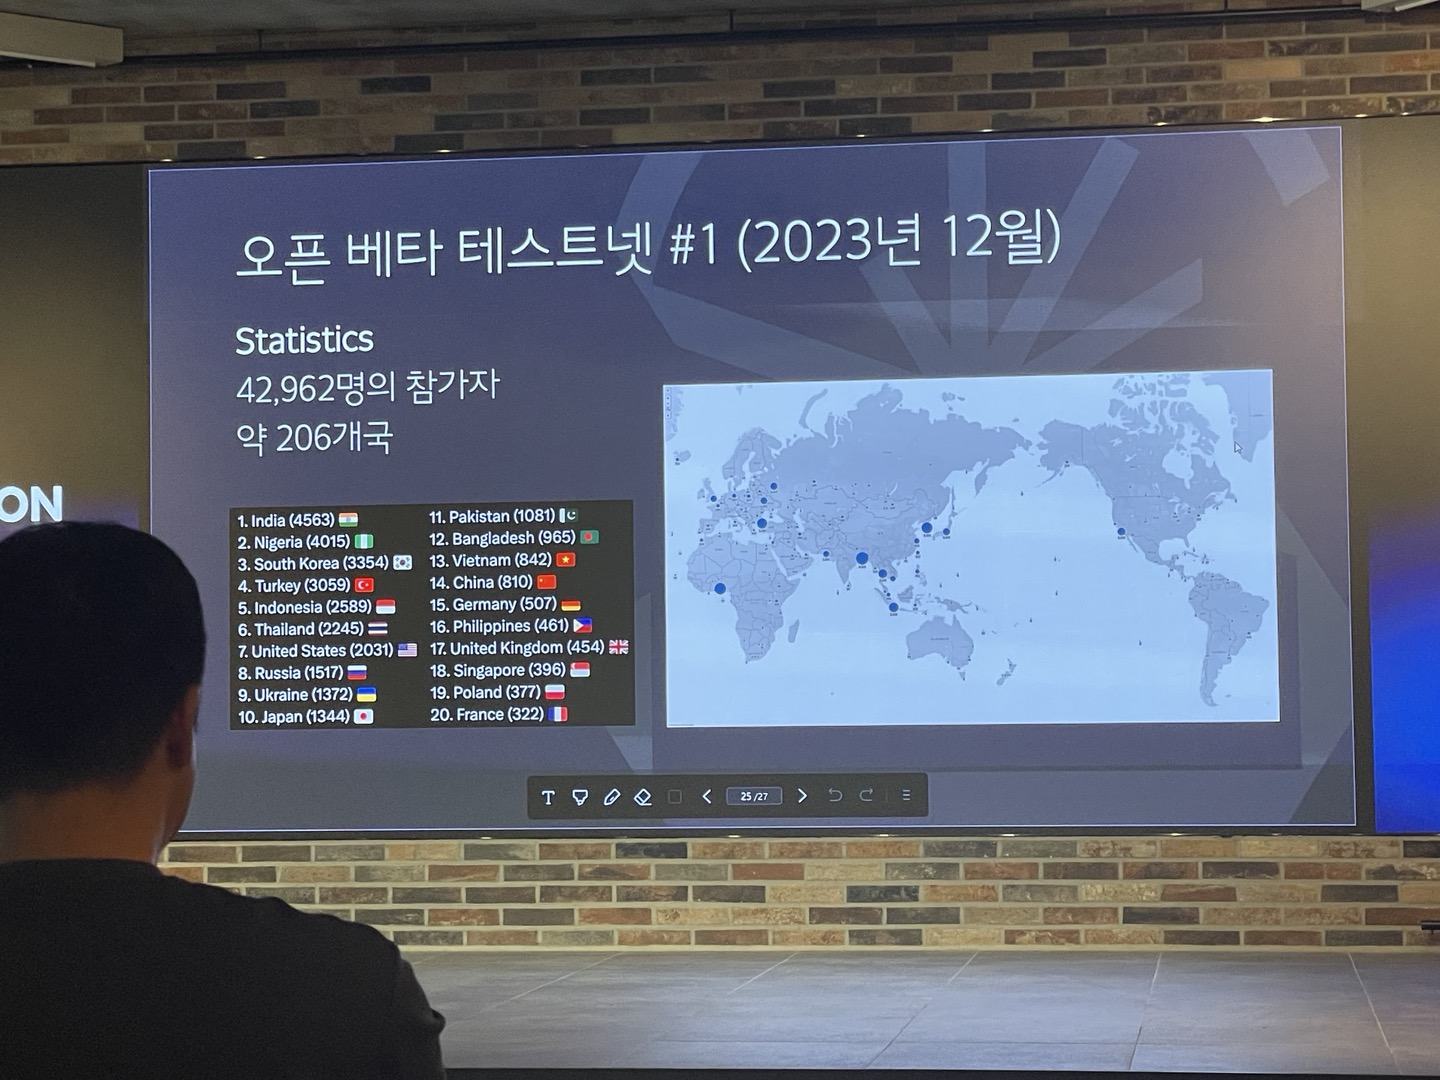 오픈 베타 테스트넷 #1 (2023년 12월)
Statistics
42,962명의 참가자
약 206개국
ON
1. India (4563)
2. Nigeria (4015)
3. South Korea (3354)
4. Turkey (3059)
5. Indonesia (2589)
6. Thailand (2245)
7. United States (2031)
8. Russia (1517)
9. Ukraine (1372)
10. Japan (1344)
11. Pakistan (1081)
12. Bangladesh (965)
13. Vietnam (842)
14. China (810)
15. Germany (507)
16. Philippines (461)
17. United Kingdom (454)
18. Singapore (396)
19. Poland (377)
20. France (322)
25 /27